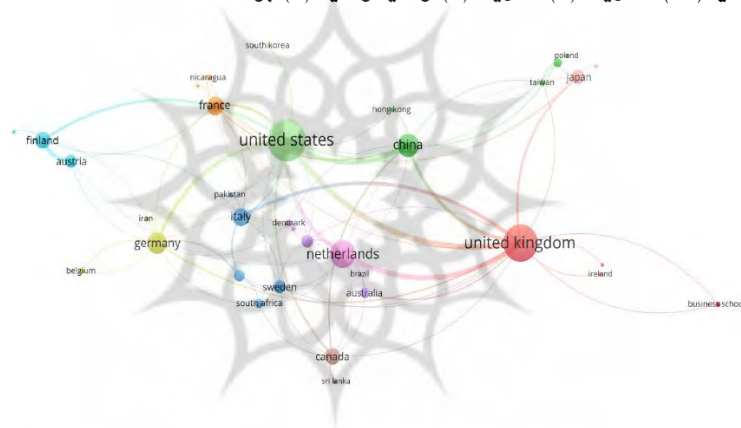 south korea
poland
taiwan
japan
nicaragua
france
hongkong
united states
china
finland
austria
pakistan
italy
denmark
iran
germany
netherlands
united kingdom
belgium
brazil
ireland
sweden
australia
south africa
business schoo
canada
sri lanka